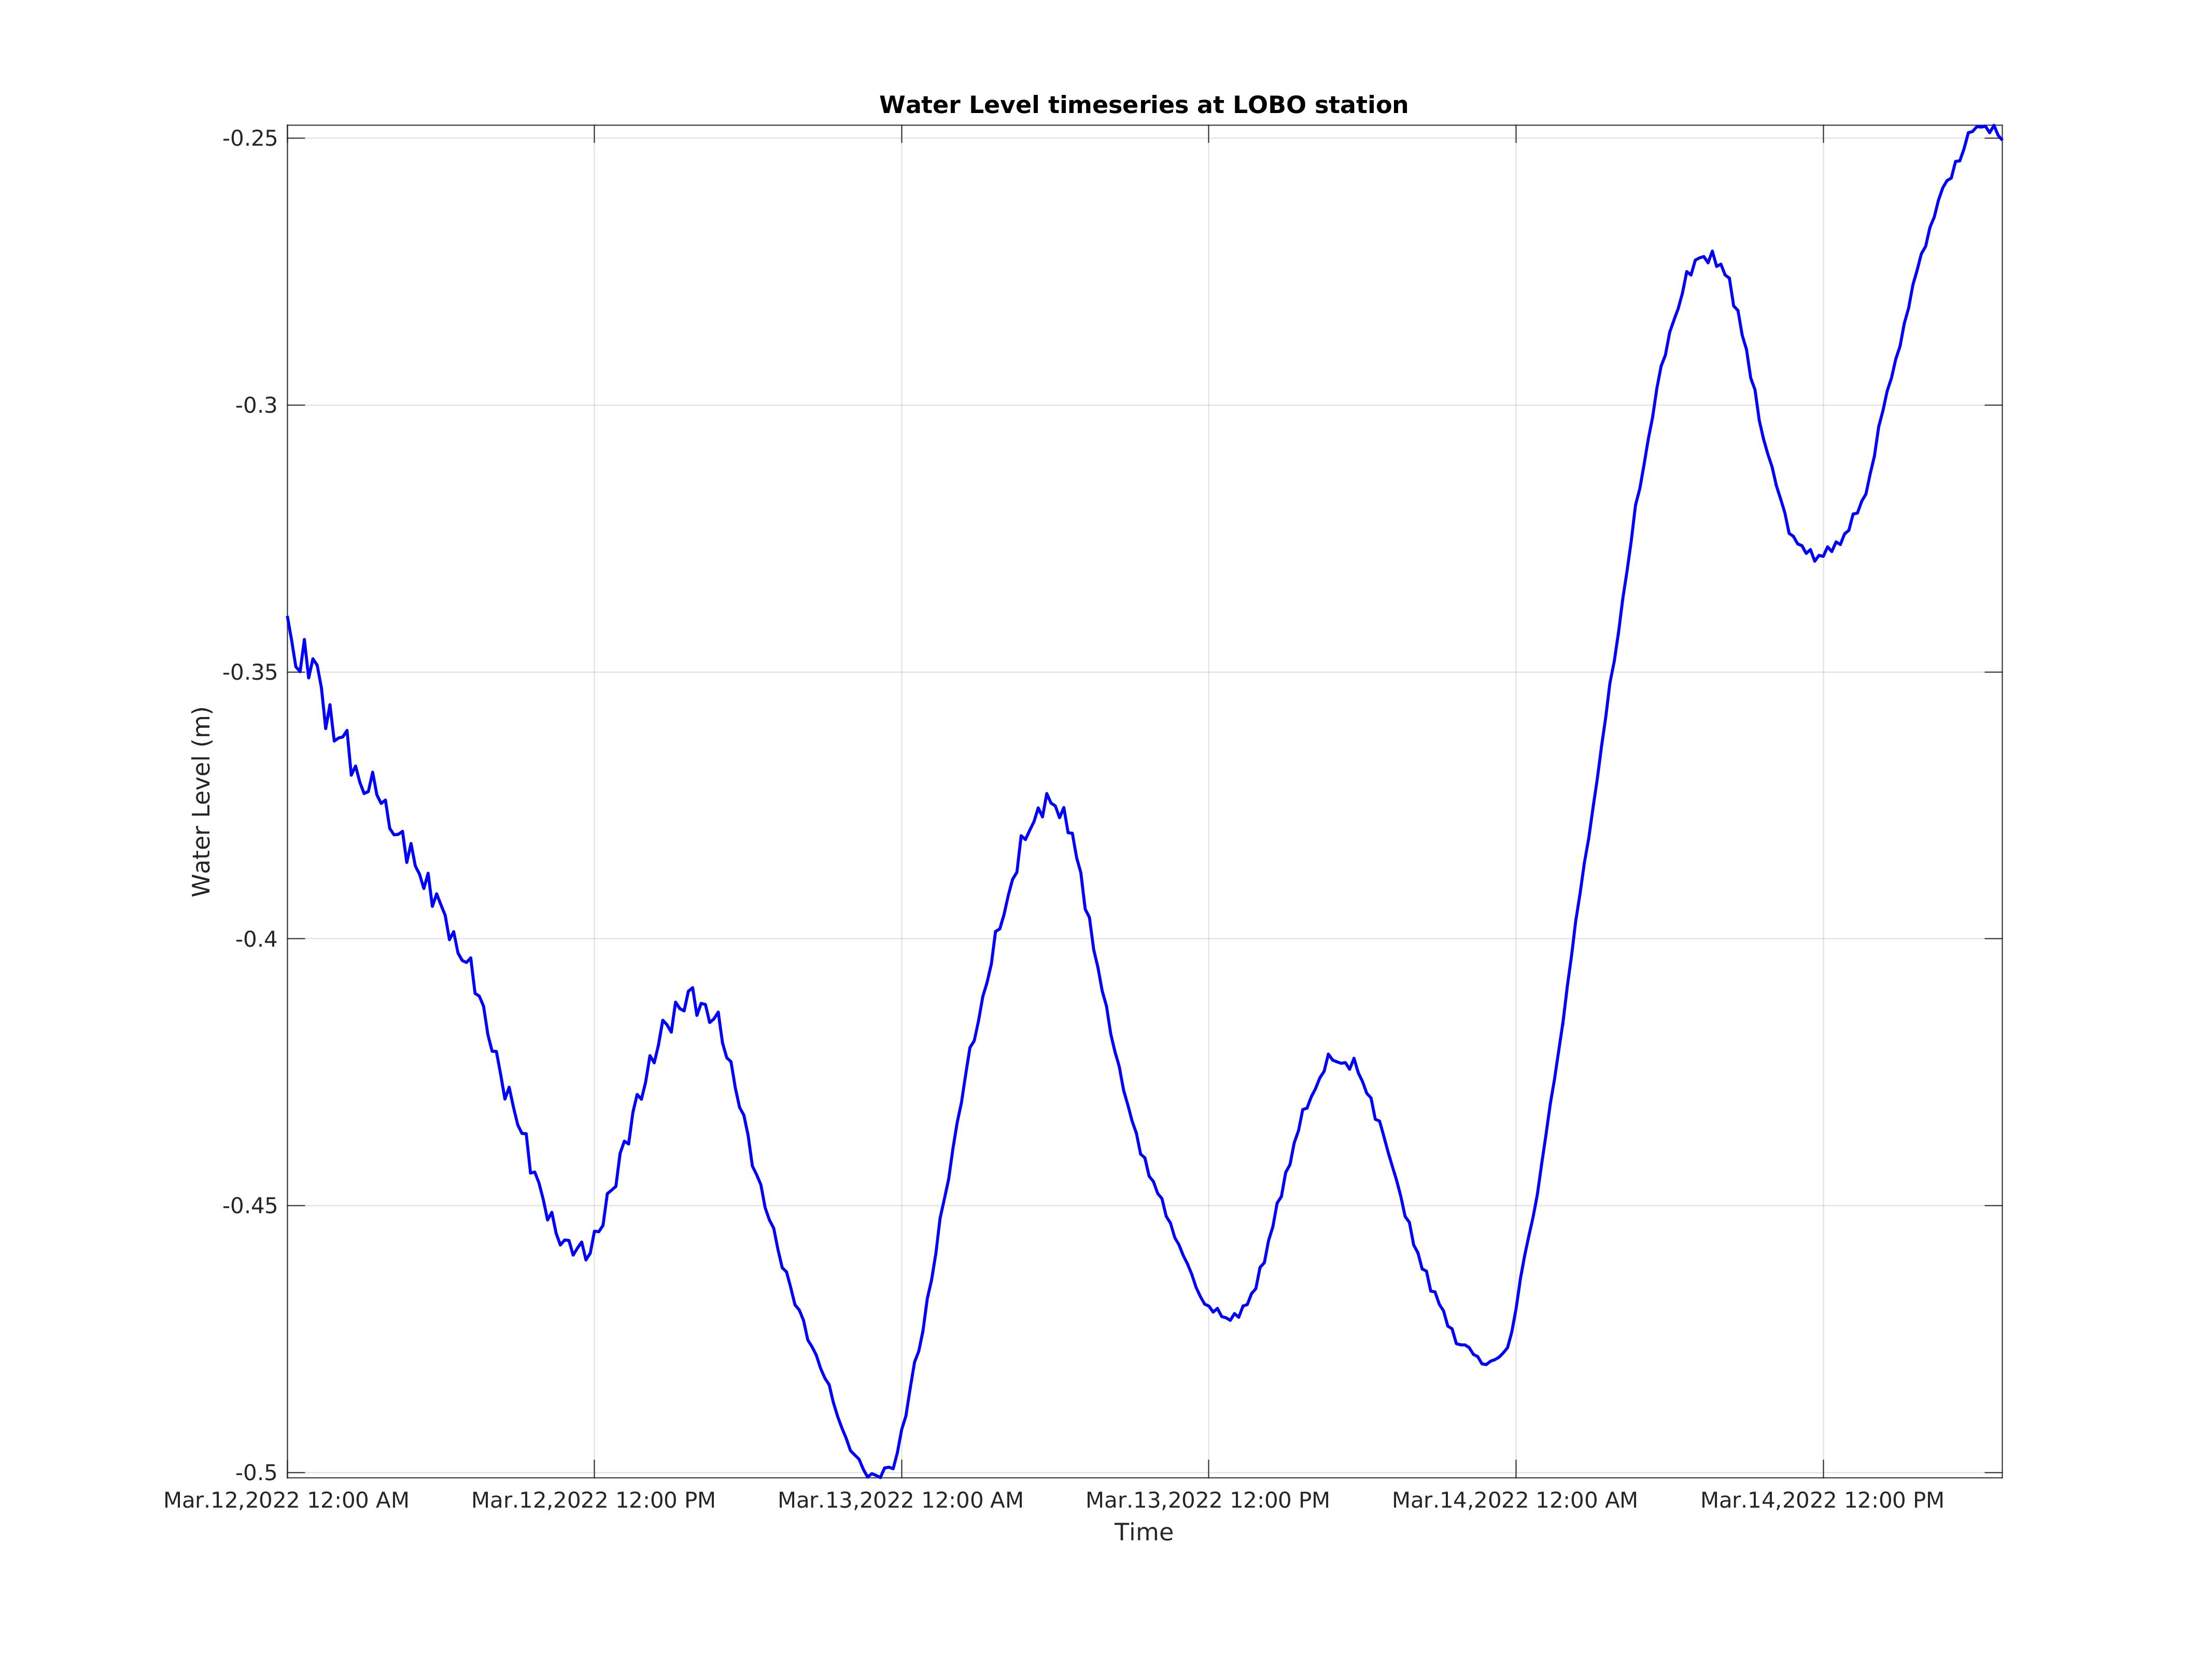 Water Level timeseries at LOBO station
-0.25
-0.3
-0.35
-0.4
-0.45
-0.5
Water Level (m)
Mar.12,2022 12:00 AM
Mar.12,2022 12:00 PM
Mar.13,2022 12:00 AM
Mar.13,2022 12:00 PM
Mar.14,2022 12:00 AM
Mar.14,2022 12:00 PM
Time